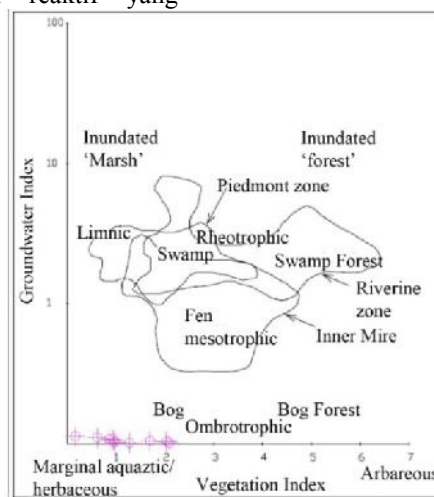 reaktif yang
100
Inundated Inundated
'Marsh' 'forest'
10
Piedmont zone
Limnic Rheotrophic
Swamp Swamp Forest
Riverine
zone
1
Fen
mesotrophic
Inner Mire
Groundwater Index
Bog Bog Forest
Ombrotrophic
1 2 3 4 5 6 7
Marginal aquaztic/
herbaceous
Vegetation Index
Arbareous